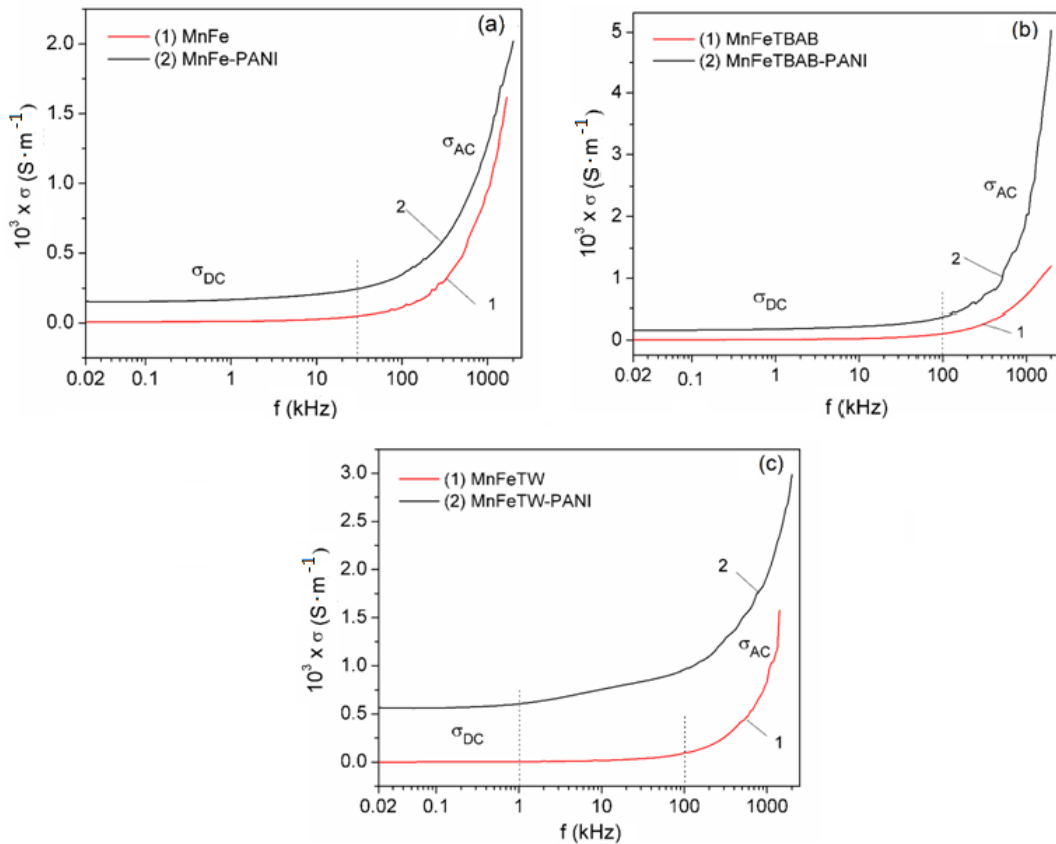 (a)
(1) MnFe
(2) MnFe-PANI
2.0
1.5
1.0
0.5
0.0
10³ x σ (S·m⁻¹)
σDC
σAC
2
1
0.02 0.1 1 10 100 1000
f (kHz)
(b)
(1) MnFeTBAB
(2) MnFeTBAB-PANI
5
4
3
2
1
0
10³ x σ (S·m⁻¹)
σDC
σAC
2
1
0.02 0.1 1 10 100 1000
f (kHz)
(c)
(1) MnFeTW
(2) MnFeTW-PANI
3.0
2.5
2.0
1.5
1.0
0.5
0.0
10³ x σ (S·m⁻¹)
2
σAC
σDC
1
0.02 0.1 1 10 100 1000
f (kHz)